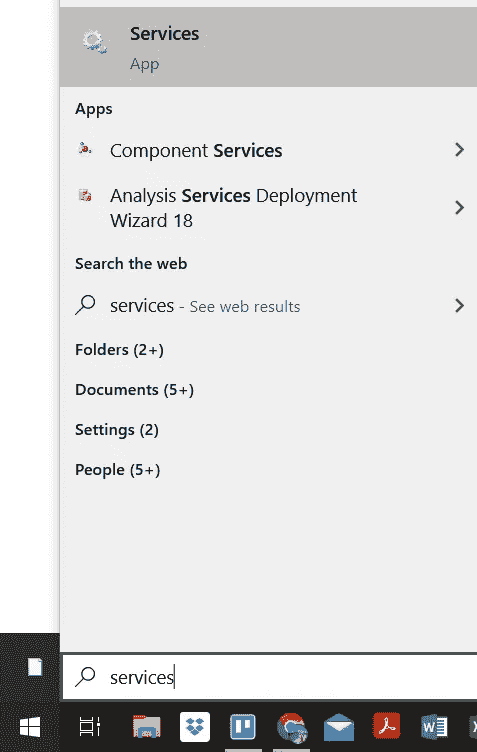 Services
App
Apps
Component Services
Analysis Services Deployment
Wizard 18
Search the web
services - See web results
Folders (2+)
Documents (5+)
Settings (2)
People (5+)
services